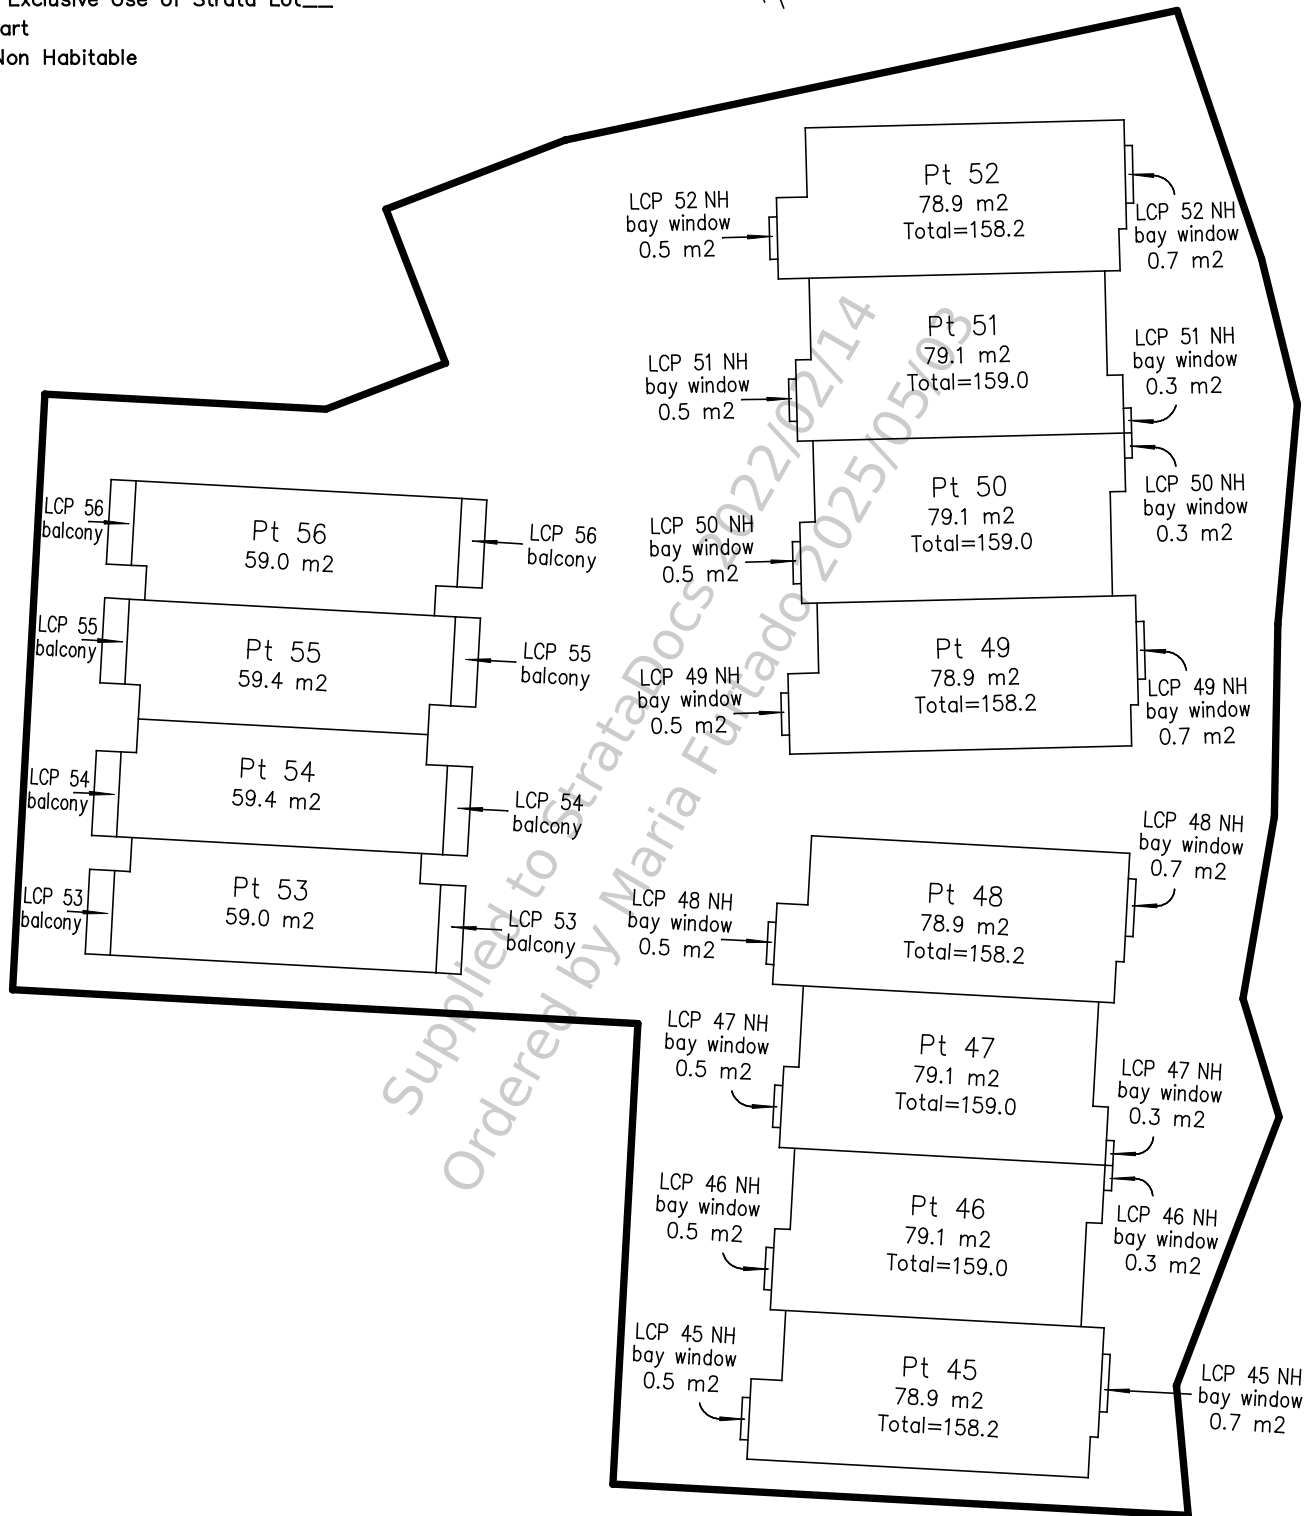 Exclusive Use of Strata Lot__
Non Habitable
Pt 52
78.9 m2
Total=158.2
LCP 52 NH
bay window
0.5 m2
LCP 52 NH
bay window
0.7 m2
Pt 51
79.1 m2
Total=159.0
LCP 51 NH
bay window
0.5 m2
LCP 51 NH
bay window
0.3 m2
Pt 50
79.1 m2
Total=159.0
LCP 50 NH
bay window
0.5 m2
LCP 50 NH
bay window
0.3 m2
Pt 49
78.9 m2
Total=158.2
LCP 49 NH
bay window
0.5 m2
LCP 49 NH
bay window
0.7 m2
LCP 56
balcony
Pt 56
59.0 m2
LCP 56
balcony
LCP 55
balcony
Pt 55
59.4 m2
LCP 55
balcony
LCP 54
balcony
Pt 54
59.4 m2
LCP 54
balcony
LCP 53
balcony
Pt 53
59.0 m2
LCP 53
balcony
LCP 48 NH
bay window
0.7 m2
Pt 48
78.9 m2
Total=158.2
LCP 48 NH
bay window
0.5 m2
Pt 47
79.1 m2
Total=159.0
LCP 47 NH
bay window
0.5 m2
LCP 47 NH
bay window
0.3 m2
Pt 46
79.1 m2
Total=159.0
LCP 46 NH
bay window
0.5 m2
LCP 46 NH
bay window
0.3 m2
LCP 45 NH
bay window
0.5 m2
Pt 45
78.9 m2
Total=158.2
LCP 45 NH
bay window
0.7 m2
Supplied to StrataDocs 2022/02/14
Ordered by Maria Furtado 2025/05/03